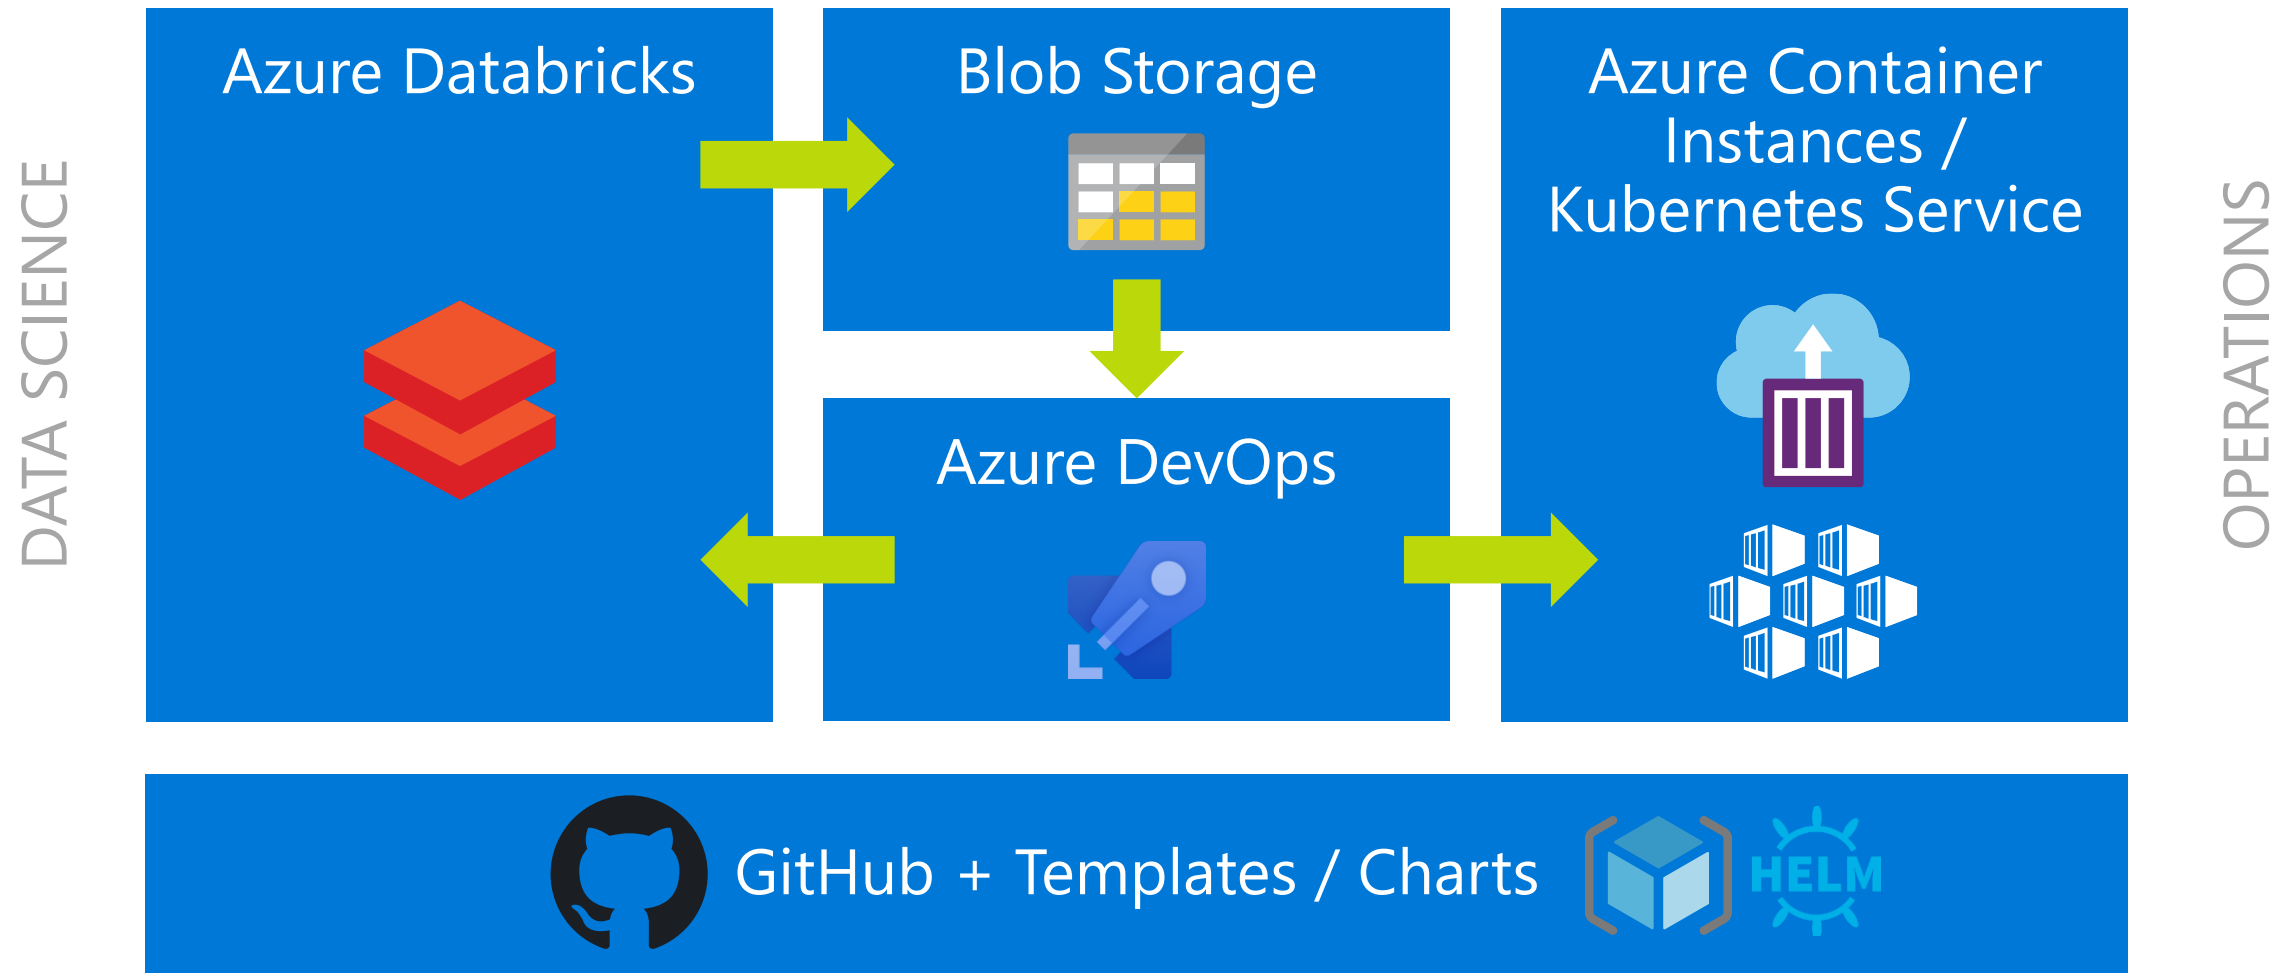 DATA SCIENCE
Azure Databricks
Blob Storage
Azure Container
Instances /
Kubernetes Service
Azure DevOps
OPERATIONS
GitHub + Templates / Charts
HELM